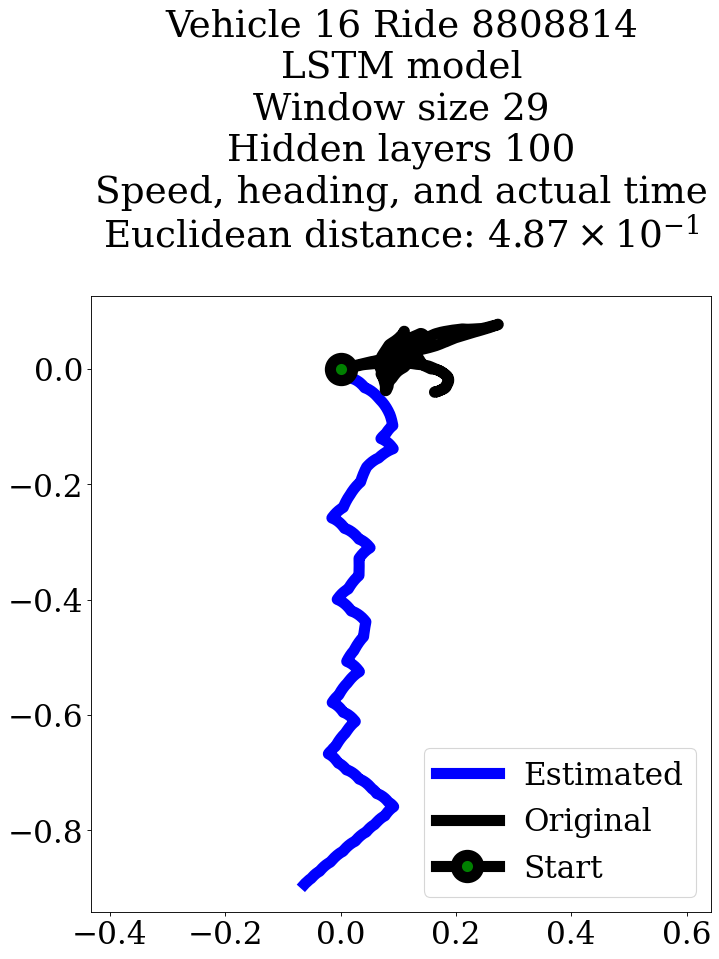 Vehicle 16 Ride 8808814
LSTM model
Window size 29
Hidden layers 100
Speed, heading, and actual time
Euclidean distance: 4.87 × 10⁻¹
0.0
−0.2
−0.4
−0.6
−0.8
Estimated
Original
Start
−0.4 −0.2 0.0 0.2 0.4 0.6